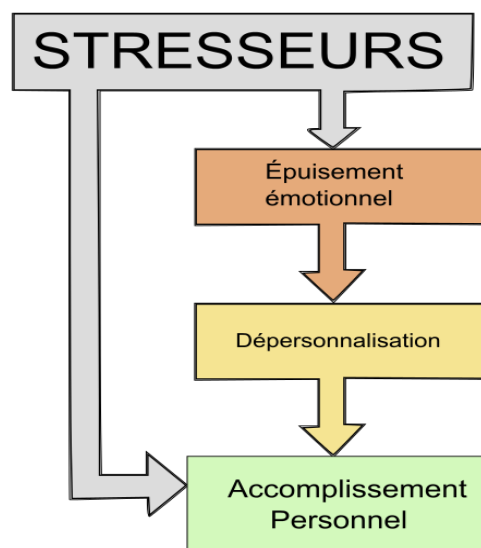 STRESSEURS
Épuisement
émotionnel
Dépersonnalisation
Accomplissement
Personnel